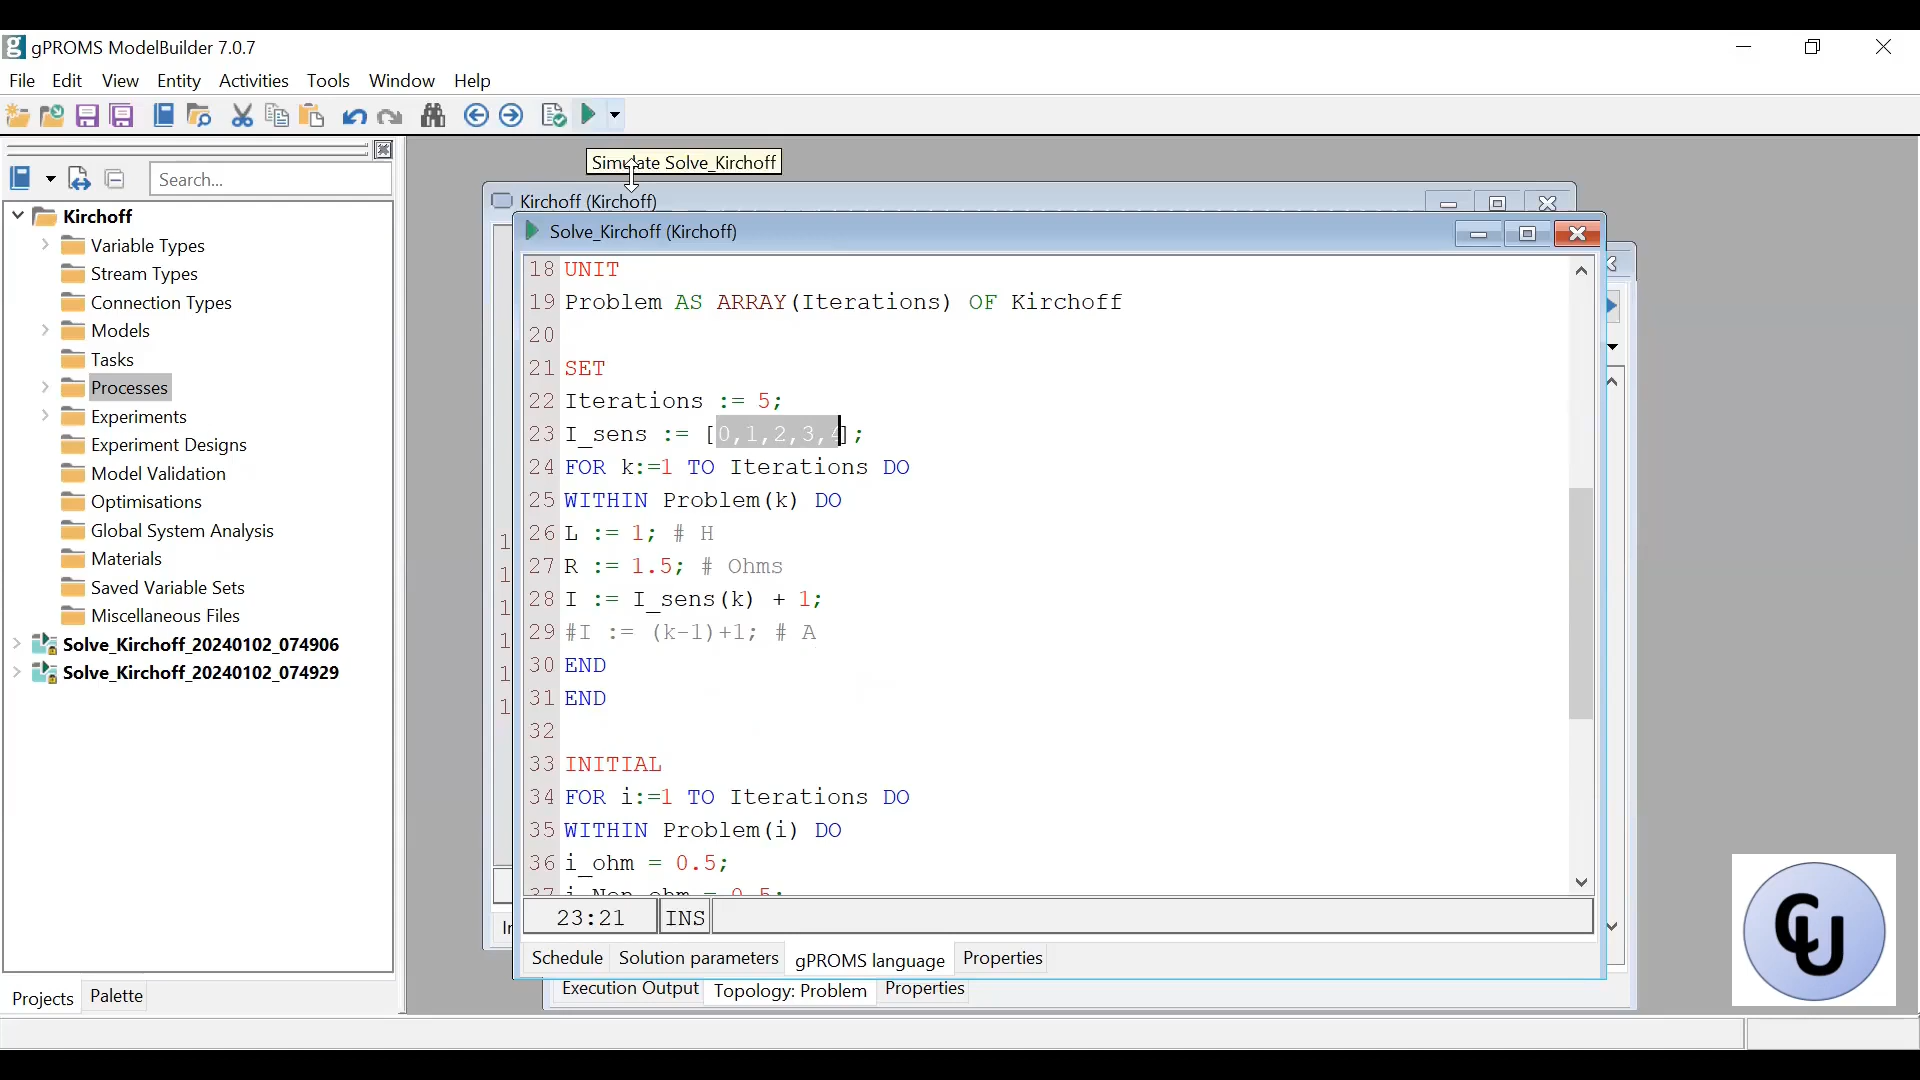 gPROMS ModelBuilder 7.0.7
File Edit View Entity Activities Tools Window Help
Simulate Solve_Kirchoff
Search...
Kirchoff
Variable Types
Stream Types
Connection Types
Models
Tasks
Processes
Experiments
Experiment Designs
Model Validation
Optimisations
Global System Analysis
Materials
Saved Variable Sets
Miscellaneous Files
Solve_Kirchoff_20240102_074906
Solve_Kirchoff_20240102_074929
Projects Palette
Kirchoff (Kirchoff)
Solve_Kirchoff (Kirchoff)
18 UNIT
19 Problem AS ARRAY(Iterations) OF Kirchoff
20
21 SET
22 Iterations := 5;
23 I_sens := [0,1,2,3,4];
24 FOR k:=1 TO Iterations DO
25 WITHIN Problem(k) DO
26 L := 1; # H
27 R := 1.5; # Ohms
28 I := I_sens(k) + 1;
29 #I := (k-1)+1; # A
30 END
31 END
32
33 INITIAL
34 FOR i:=1 TO Iterations DO
35 WITHIN Problem(i) DO
36 i_ohm = 0.5;
37 i_Non_ohm = 0.5;
23:21 INS
Schedule Solution parameters gPROMS language Properties
Execution Output Topology: Problem Properties
CU